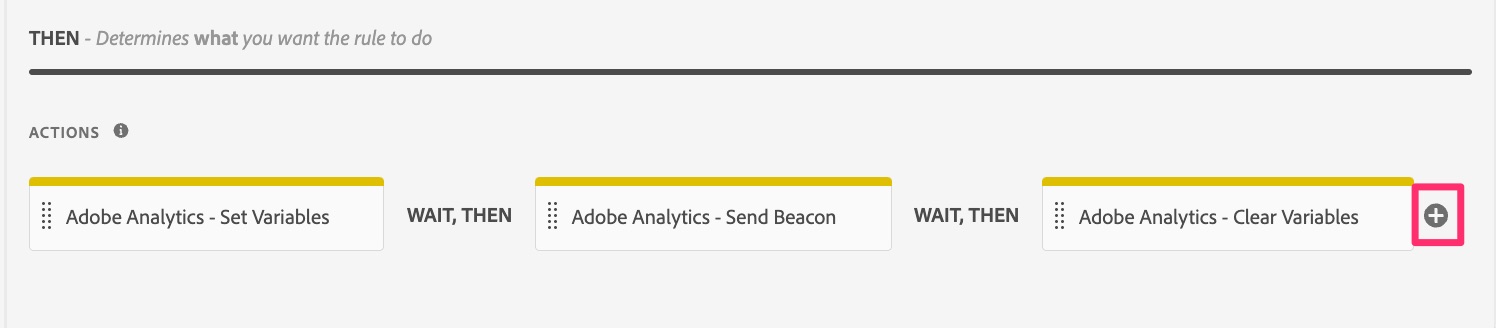 THEN - Determines what you want the rule to do
ACTIONS
Adobe Analytics - Set Variables WAIT, THEN Adobe Analytics - Send Beacon WAIT, THEN Adobe Analytics - Clear Variables